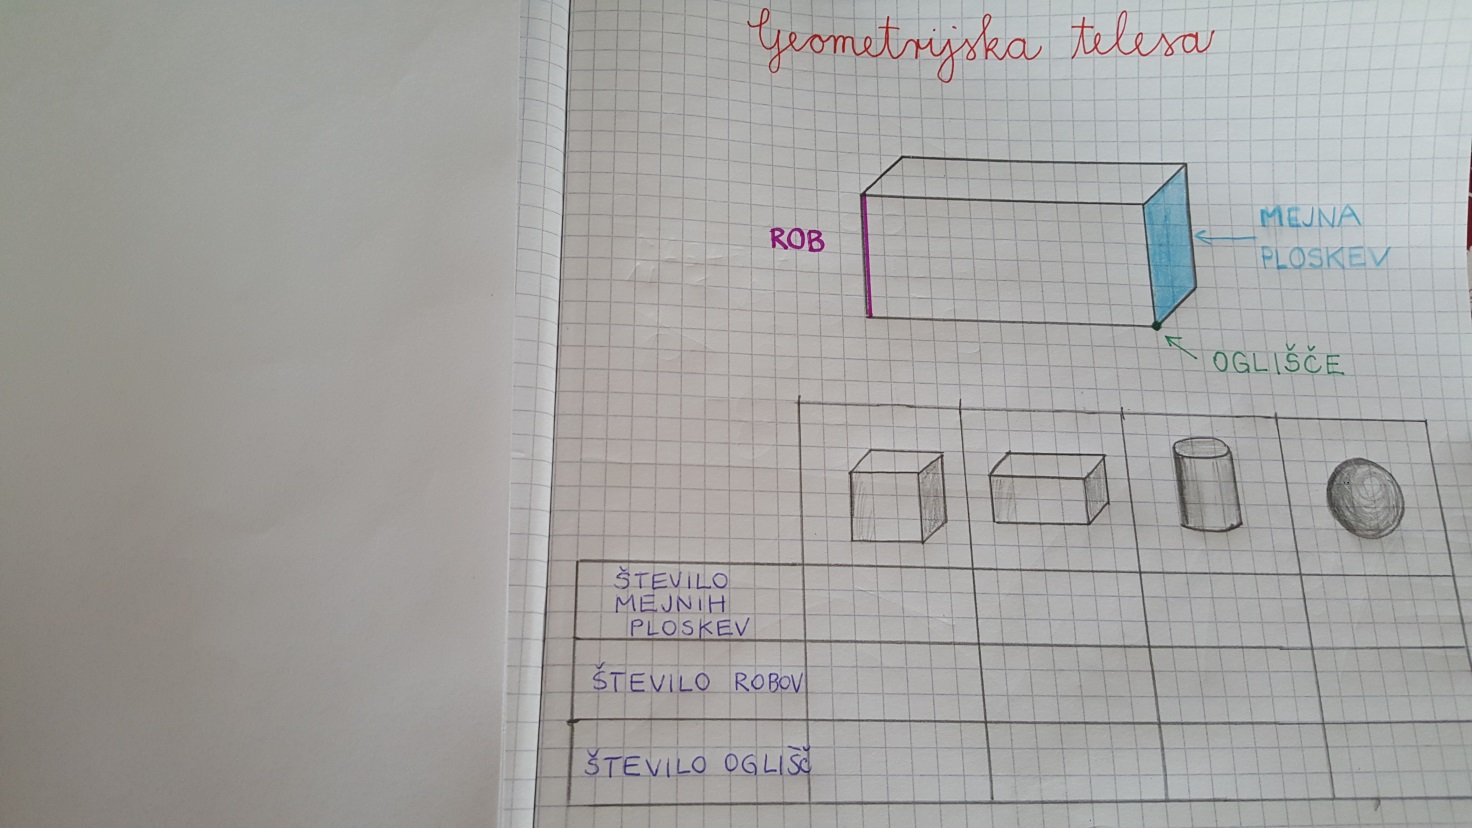 Geometrijska telesa
ROB
MEJNA
PLOSKEV
OGLIŠČE
ŠTEVILO
MEJNIH
PLOSKEV
ŠTEVILO ROBOV
ŠTEVILO OGLIŠČ